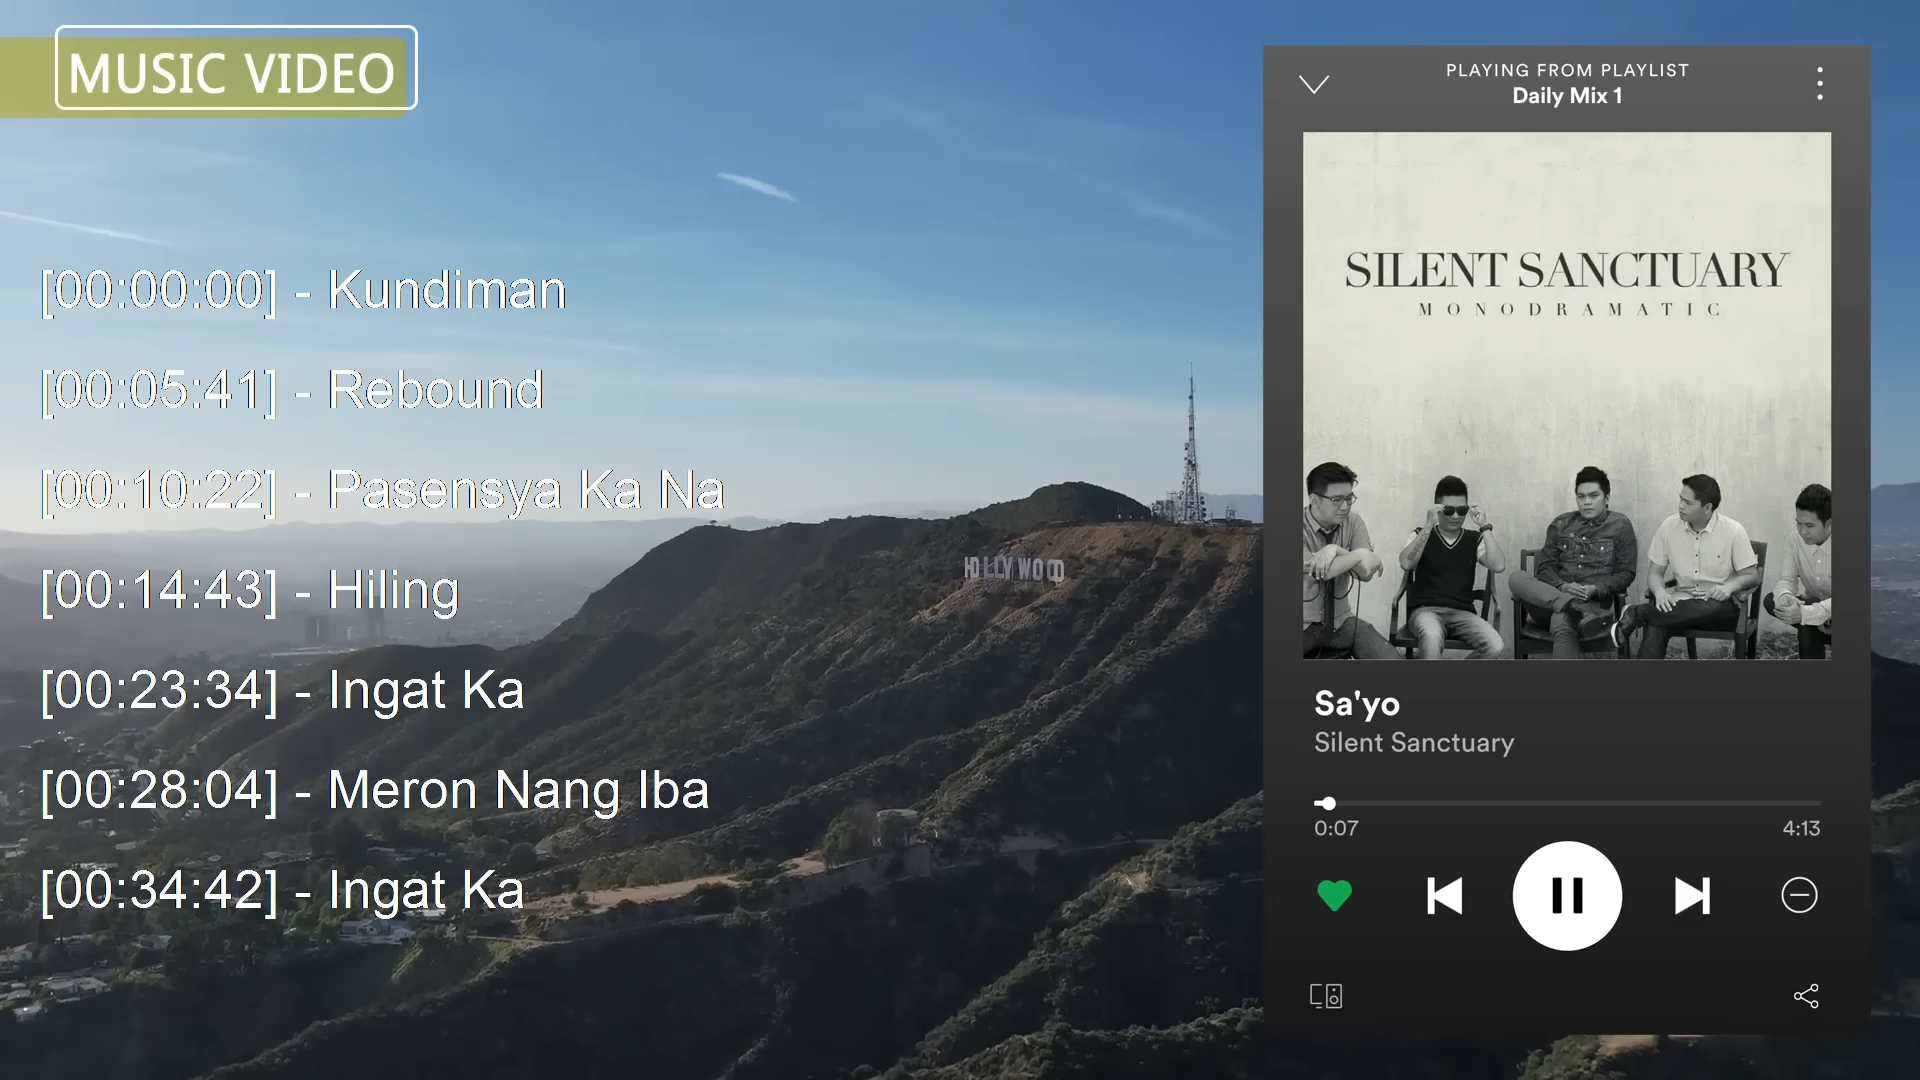 MUSIC VIDEO
[00:00:00] - Kundiman
[00:05:41] - Rebound
[00:10:22] - Pasensya Ka Na
[00:14:43] - Hiling
[00:23:34] - Ingat Ka
[00:28:04] - Meron Nang Iba
[00:34:42] - Ingat Ka
HOLLYWOOD
PLAYING FROM PLAYLIST
Daily Mix 1
SILENT SANCTUARY
MONODRAMATIC
Sa'yo
Silent Sanctuary
0:07
4:13